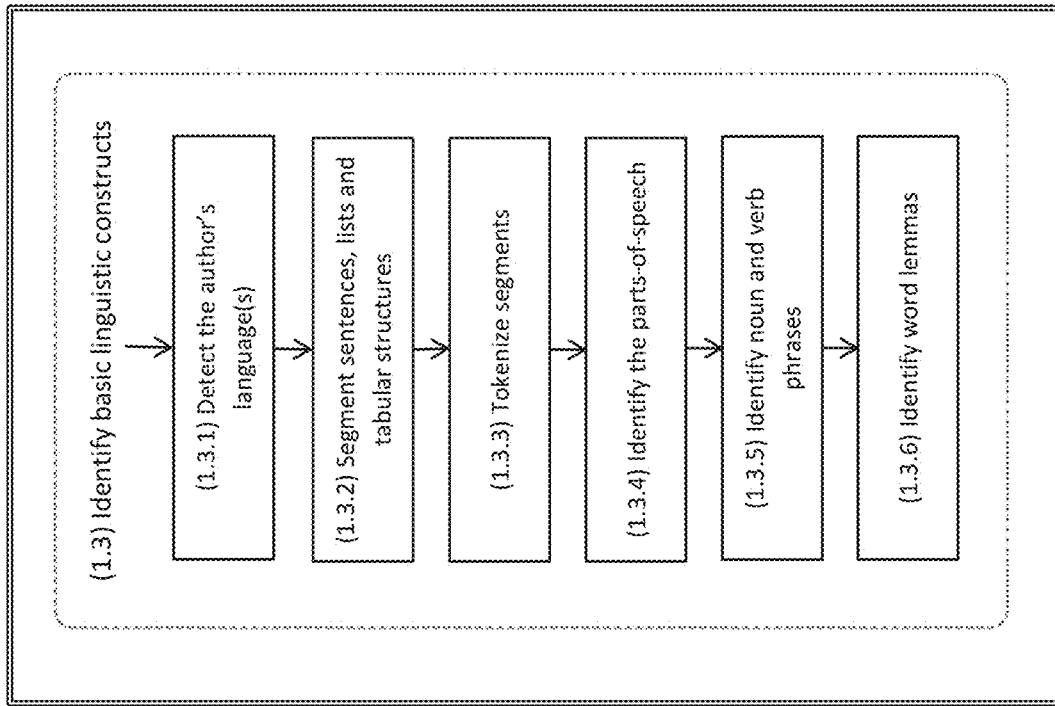 (1.3) Identify basic linguistic constructs
(1.3.1) Detect the author's
language(s)
(1.3.2) Segment sentences, lists and
tabular structures
(1.3.3) Tokenize segments
(1.3.4) Identify the parts-of-speech
(1.3.5) Identify noun and verb
phrases
(1.3.6) Identify word lemmas